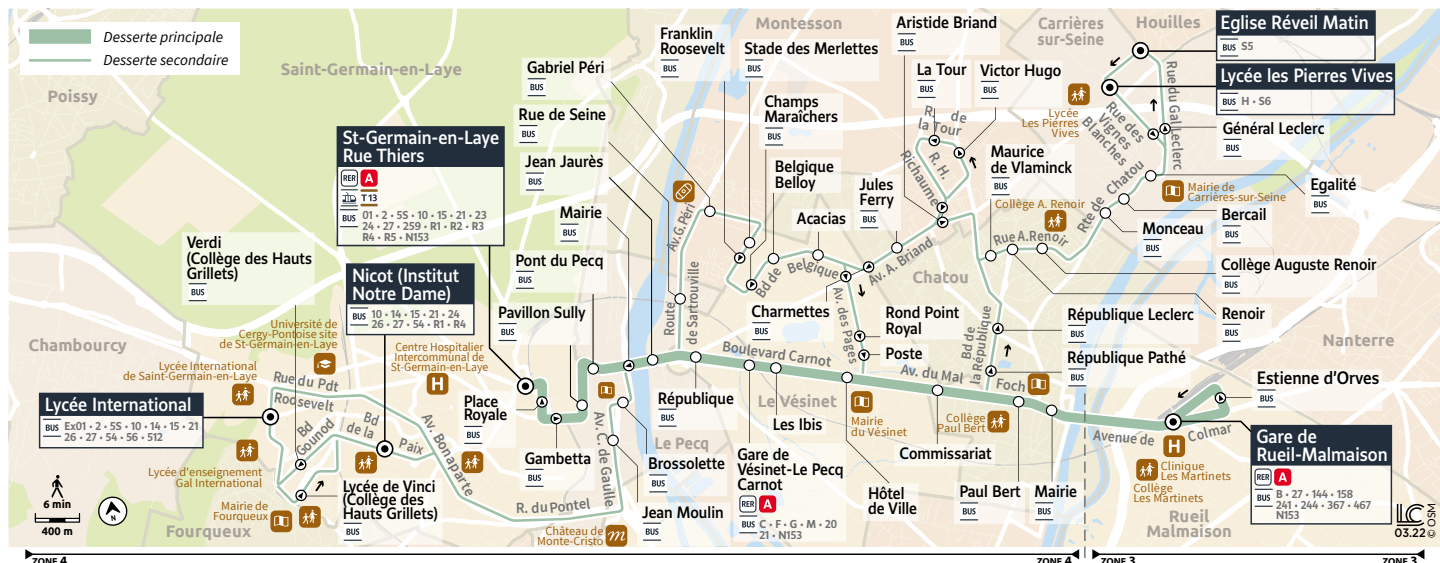 Desserte principale
Desserte secondaire
Poissy
Saint-Germain-en-Laye
Montesson
Carrières
sur-Seine
Houilles
Chambourcy
Fourqueux
Le Pecq
Le Vésinet
Chatou
Nanterre
Rueil
Malmaison
Eglise Réveil Matin
BUS S5
Lycée les Pierres Vives
BUS H • S6
Lycée
Les Pierres
Vives
Général Leclerc
BUS
Egalité
BUS
Mairie de
Carrières-sur-Seine
Bercail
BUS
Monceau
BUS
Collège Auguste Renoir
BUS
Renoir
BUS
Collège A. Renoir
Maurice
de Vlaminck
BUS
Aristide Briand
BUS
La Tour
BUS
Victor Hugo
BUS
Franklin
Roosevelt
BUS
Stade des Merlettes
BUS
Gabriel Péri
BUS
Rue de Seine
BUS
Champs
Maraîchers
BUS
Belgique
Belloy
BUS
Acacias
BUS
Jules
Ferry
BUS
Charmettes
BUS
Rond Point
Royal
BUS
Poste
BUS
République Leclerc
BUS
République Pathé
BUS
Estienne d’Orves
BUS
St-Germain-en-Laye
Rue Thiers
RER A
T13
BUS 01 • 2 • 5S • 10 • 15 • 21 • 23
24 • 27 • 259 • R1 • R2 • R3
R4 • R5 • N153
Jean Jaurès
BUS
Mairie
BUS
Pont du Pecq
BUS
Pavillon Sully
BUS
Verdi
(Collège des Hauts
Grillets)
BUS
Nicot (Institut
Notre Dame)
BUS 10 • 14 • 15 • 21 • 24
26 • 27 • 54 • R1 • R4
Université de
Cergy-Pontoise site
de St-Germain-en-Laye
Lycée International
de Saint-Germain-en-Laye
Centre Hospitalier
Intercommunal de
St-Germain-en-Laye
H
Lycée International
BUS Ex01 • 2 • 5S • 10 • 14 • 15 • 21
26 • 27 • 54 • 56 • 512
Lycée d'enseignement
Gal International
Mairie de
Fourqueux
Lycée de Vinci
(Collège des
Hauts Grillets)
BUS
Place
Royale
BUS
Gambetta
BUS
Château de
Monte-Cristo
m
Jean Moulin
BUS
Brossolette
BUS
République
BUS
Gare de
Vésinet-Le Pecq
Carnot
RER A
BUS C • F • G • M • 20
21 • N153
Les Ibis
BUS
Mairie
du Vésinet
Hôtel
de Ville
BUS
Commissariat
BUS
Collège
Paul Bert
Paul Bert
BUS
Mairie
BUS
H
Clinique
Les Martinets
Collège
Les Martinets
Gare de
Rueil-Malmaison
RER A
BUS B • 27 • 144 • 158
241 • 244 • 367 • 467
N153
Rue du Pdt
Roosevelt
Bd
Gounod
Bd
de la
Paix
Av. Bonaparte
R. du Pontel
Av. C. de Gaulle
Route
de Sartrouville
Av.G. Péri
Bd de
Belgique
Av. A. Briand
Av. des Pages
Boulevard Carnot
Av. du Mal
Foch
Bd de
la République
R. de
la Tour
R. H.
Richaume
Rue A.Renoir
Rte de
Chatou
Rue des
Vignes
Blanches
Rue du Gal Leclerc
Avenue de
Colmar
6 min
400 m
N
LC
03.22
© OSM
ZONE 4
ZONE 4
ZONE 3
ZONE 3